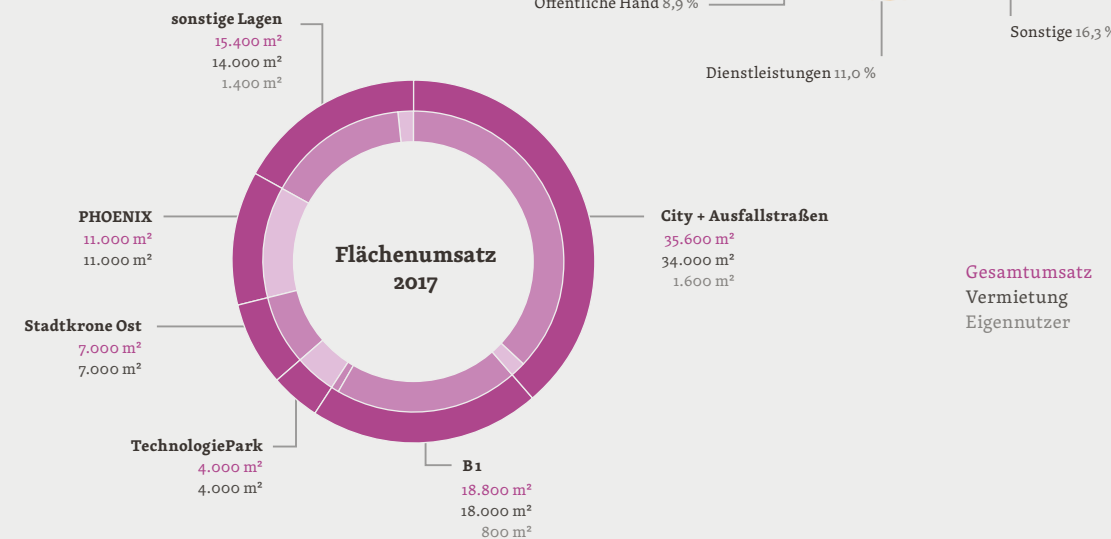 Öffentliche Hand 8,9 %
Sonstige 16,3 %
Dienstleistungen 11,0 %
sonstige Lagen
15.400 m²
14.000 m²
1.400 m²
PHOENIX
11.000 m²
11.000 m²
City + Ausfallstraßen
35.600 m²
34.000 m²
1.600 m²
Flächenumsatz
2017
Gesamtumsatz
Vermietung
Eigennutzer
Stadtkrone Ost
7.000 m²
7.000 m²
TechnologiePark
4.000 m²
4.000 m²
B1
18.800 m²
18.000 m²
800 m²